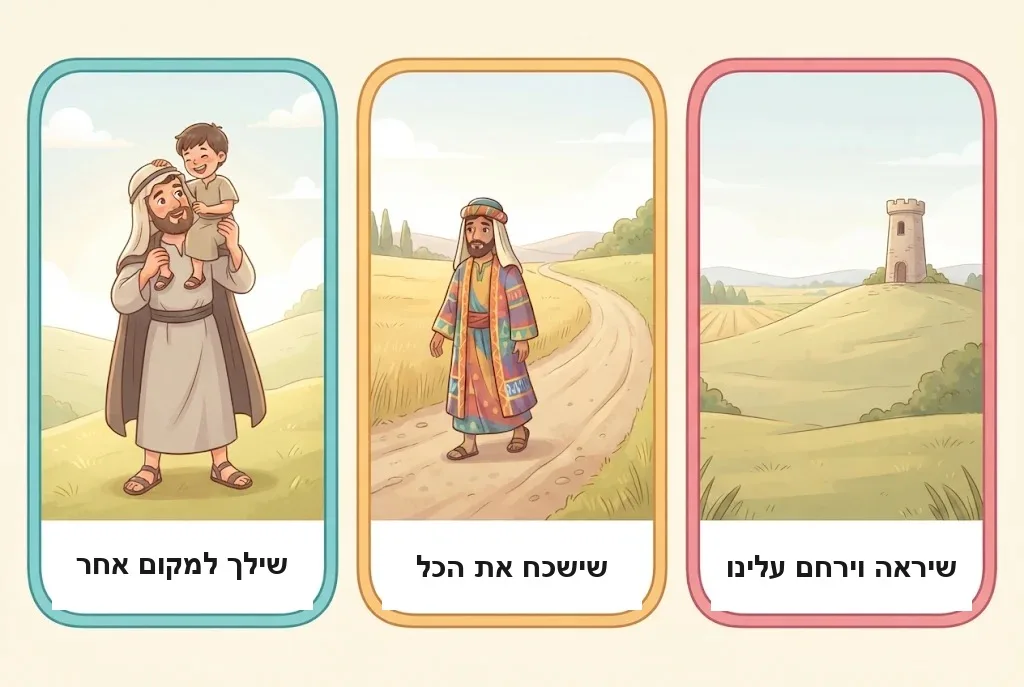 שיראה וירחם עלינו
שישכח את הכל
שילך למקום אחר